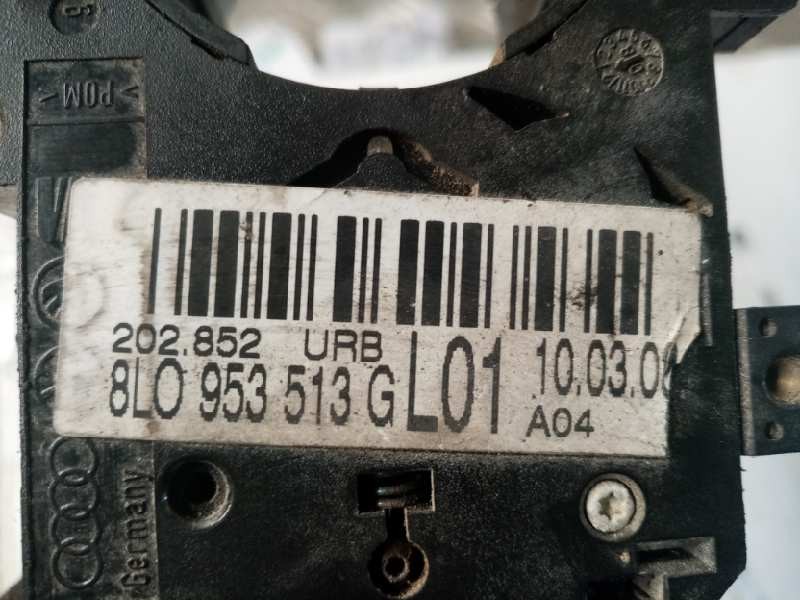 >POM<
202.852 URB
8L0 953 513 G L01
10.03.0
A04
Germany